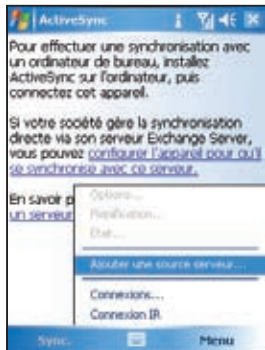 ActiveSync
Pour effectuer une synchronisation avec
un ordinateur de bureau, installez
ActiveSync sur l'ordinateur, puis
connectez cet appareil.
Si votre société gère la synchronisation
directe via son serveur Exchange Server,
vous pouvez configurer l'appareil pour qu'il
se synchronise avec ce serveur.
En savoir p
un serveur
Options...
Planification...
État...
Ajouter une source serveur...
Connexions...
Connexion IR
Sync.
Menu